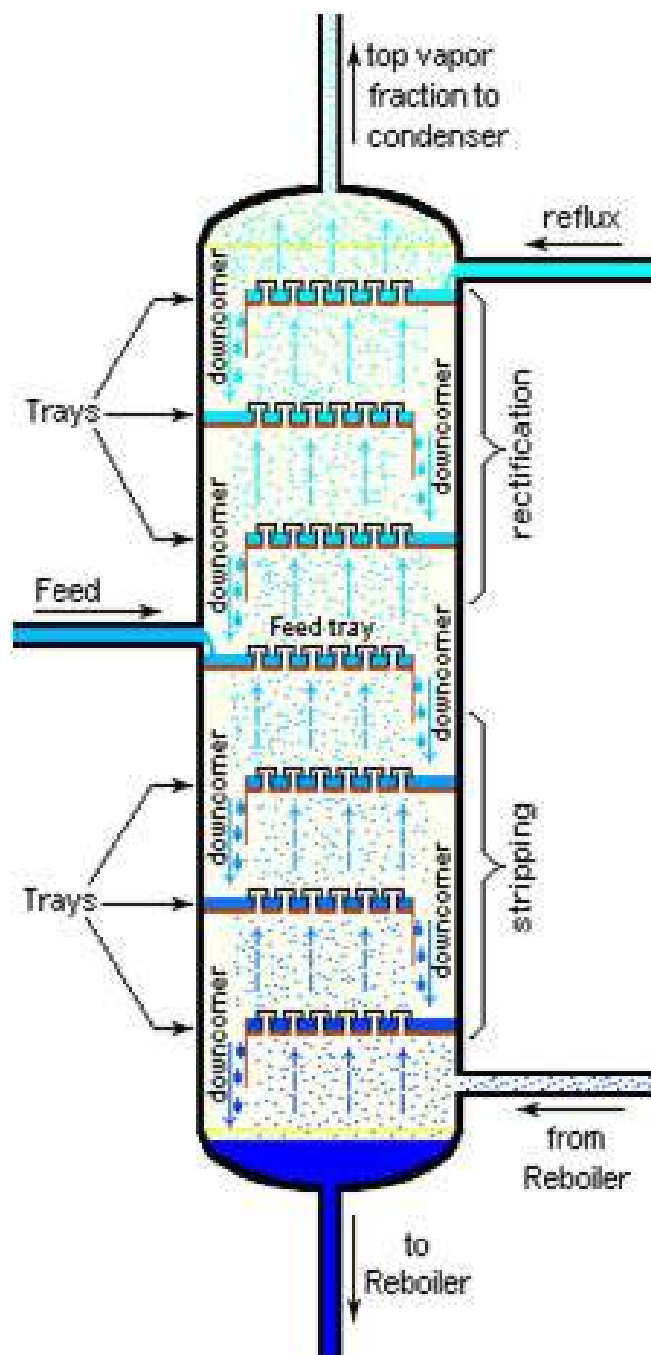 top vapor
fraction to
condenser
reflux
downcomer
Trays
downcomer
rectification
downcomer
Feed
Feed tray
downcomer
downcomer
Trays
downcomer
stripping
downcomer
from
Reboiler
to
Reboiler